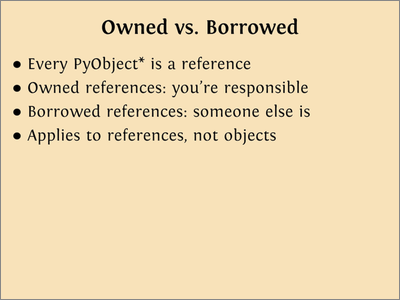 Owned vs. Borrowed
• Every PyObject* is a reference
• Owned references: you're responsible
• Borrowed references: someone else is
• Applies to references, not objects